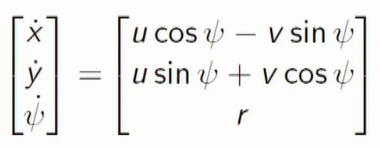 ẋ u cos ψ − v sin ψ
ẏ = u sin ψ + v cos ψ
ψ̇ r